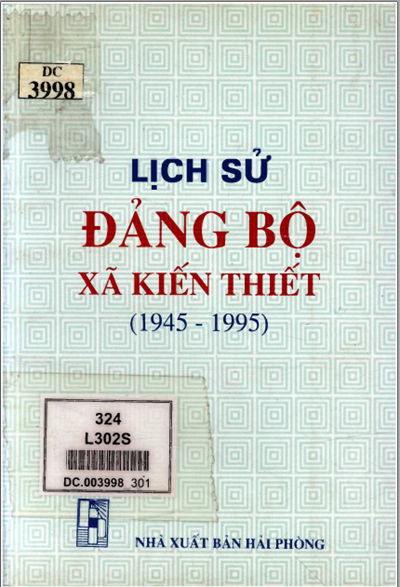 DC
3998
LỊCH SỬ
ĐẢNG BỘ
XÃ KIẾN THIẾT
(1945 - 1995)
324
L302S
DC.003998 301
NHÀ XUẤT BẢN HẢI PHÒNG